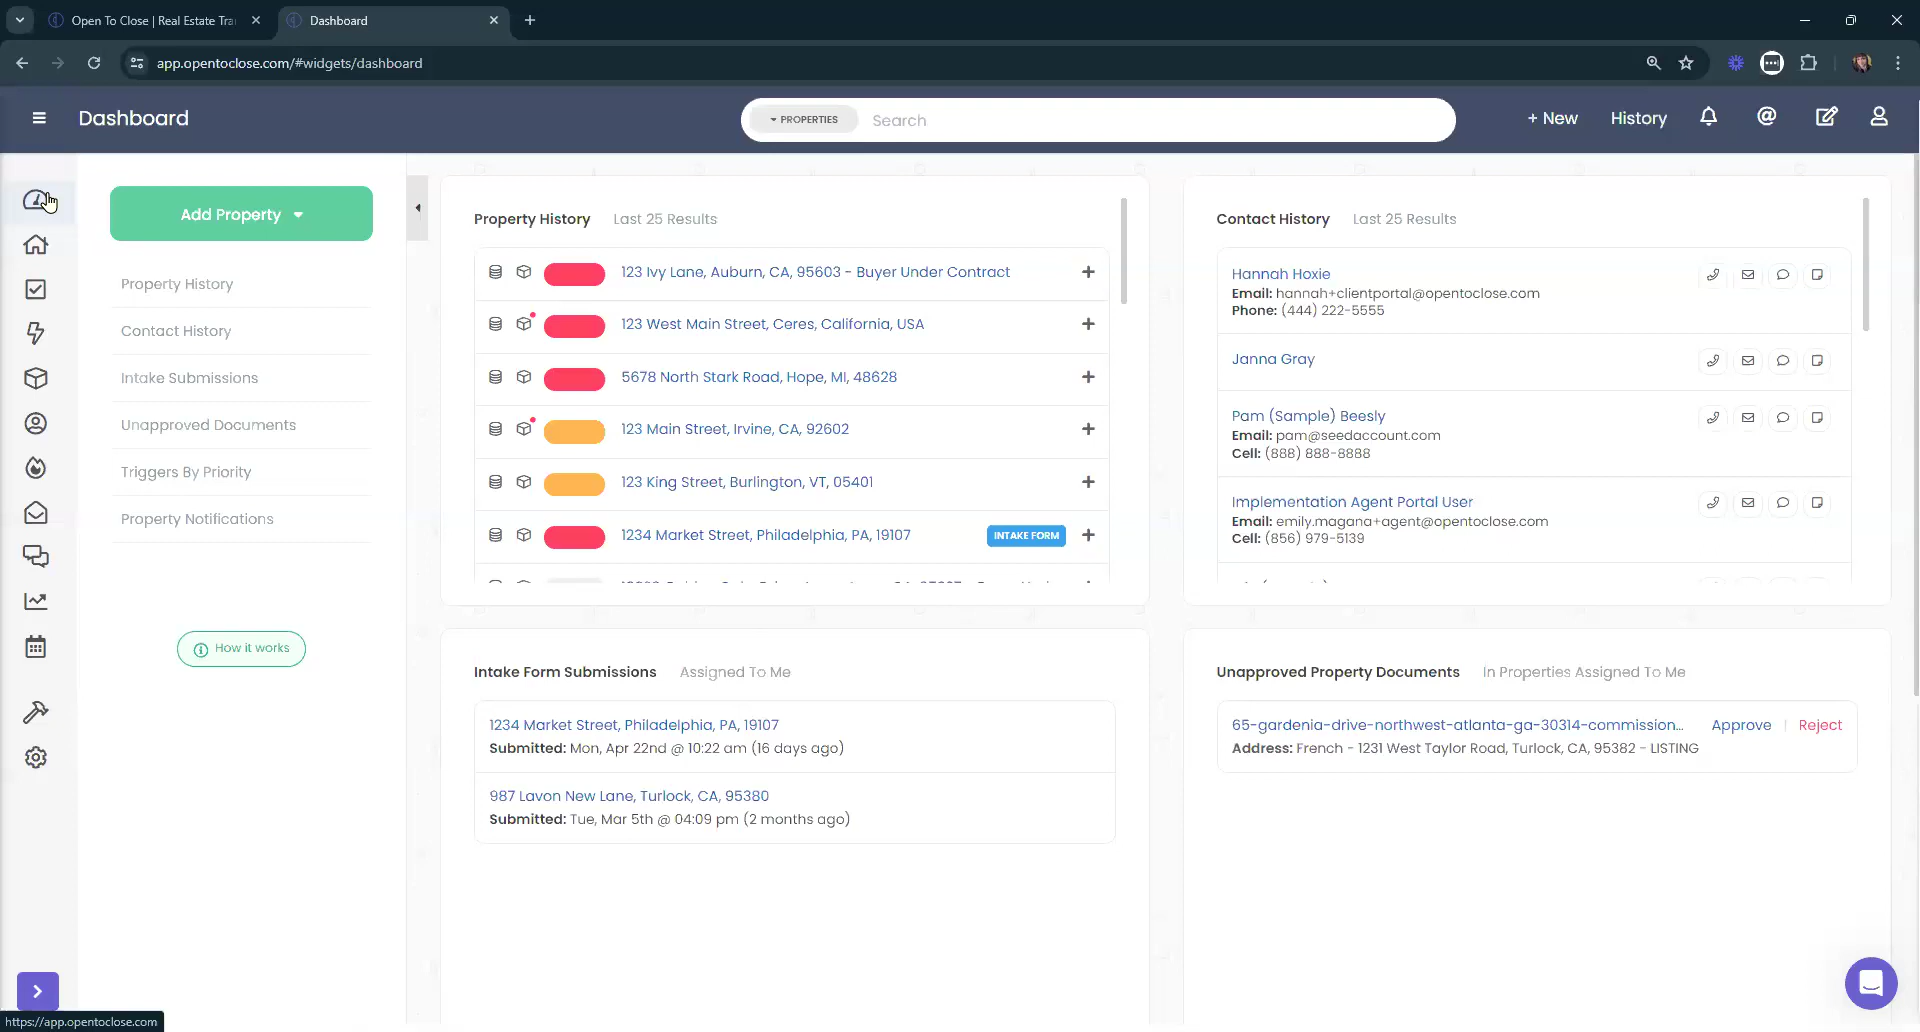 Open To Close | Real Estate Tra
Dashboard
app.opentoclose.com/#widgets/dashboard
Dashboard
PROPERTIES
Search
+ New
History
Add Property
Property History
Contact History
Intake Submissions
Unapproved Documents
Triggers By Priority
Property Notifications
How it works
Property History Last 25 Results
123 Ivy Lane, Auburn, CA, 95603 - Buyer Under Contract
123 West Main Street, Ceres, California, USA
5678 North Stark Road, Hope, MI, 48628
123 Main Street, Irvine, CA, 92602
123 King Street, Burlington, VT, 05401
1234 Market Street, Philadelphia, PA, 19107 INTAKE FORM
Contact History Last 25 Results
Hannah Hoxie
Email: hannah+clientportal@opentoclose.com
Phone: (444) 222-5555
Janna Gray
Pam (Sample) Beesly
Email: pam@seedaccount.com
Cell: (888) 888-8888
Implementation Agent Portal User
Email: emily.magana+agent@opentoclose.com
Cell: (856) 979-5139
Intake Form Submissions Assigned To Me
1234 Market Street, Philadelphia, PA, 19107
Submitted: Mon, Apr 22nd @ 10:22 am (16 days ago)
987 Lavon New Lane, Turlock, CA, 95380
Submitted: Tue, Mar 5th @ 04:09 pm (2 months ago)
Unapproved Property Documents In Properties Assigned To Me
65-gardenia-drive-northwest-atlanta-ga-30314-commission... Approve | Reject
Address: French - 1231 West Taylor Road, Turlock, CA, 95382 - LISTING
https://app.opentoclose.com